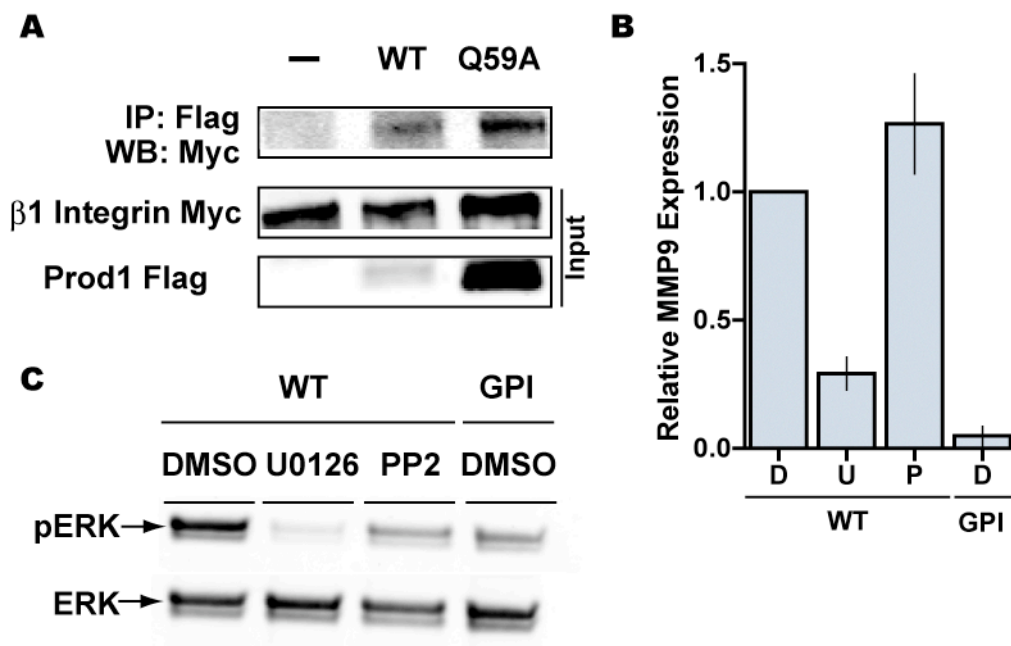 A
– WT Q59A
IP: Flag
WB: Myc
β1 Integrin Myc
Prod1 Flag
Input
B
Relative MMP9 Expression
1.5
1.0
0.5
0.0
D U P D
WT GPI
C
WT GPI
DMSO U0126 PP2 DMSO
pERK
ERK